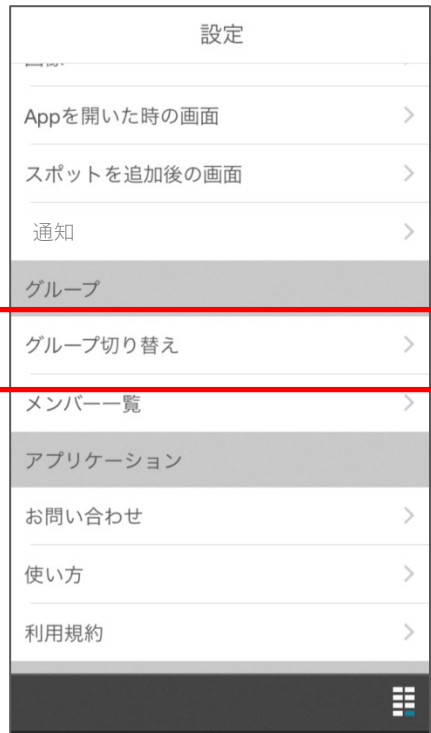 設定
Appを開いた時の画面
スポットを追加後の画面
通知
グループ
グループ切り替え
メンバー一覧
アプリケーション
お問い合わせ
使い方
利用規約